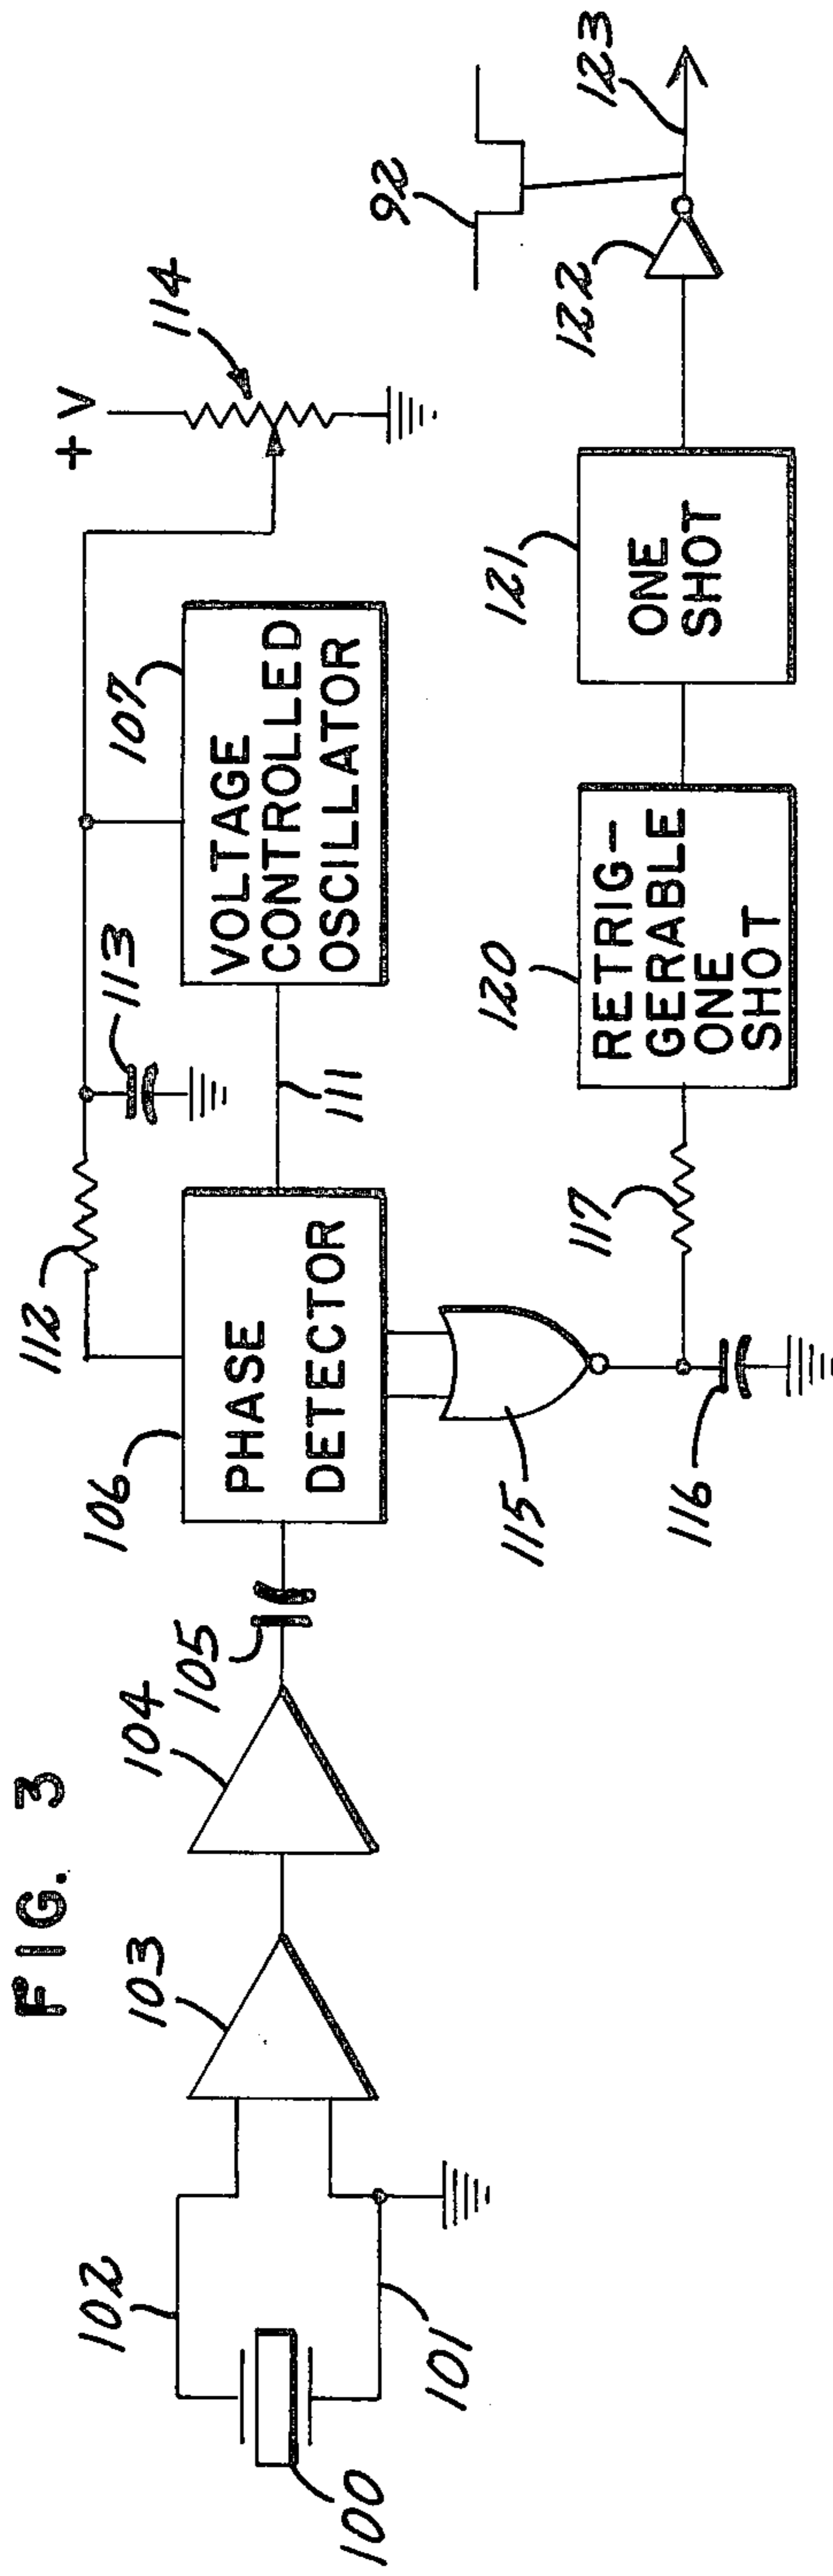 FIG. 3
100
101
102
103
104
105
106
PHASE
DETECTOR
112
113
111
107
VOLTAGE
CONTROLLED
OSCILLATOR
+ V
114
115
116
117
120
RETRIG-
GERABLE
ONE
SHOT
121
ONE
SHOT
122
92
123